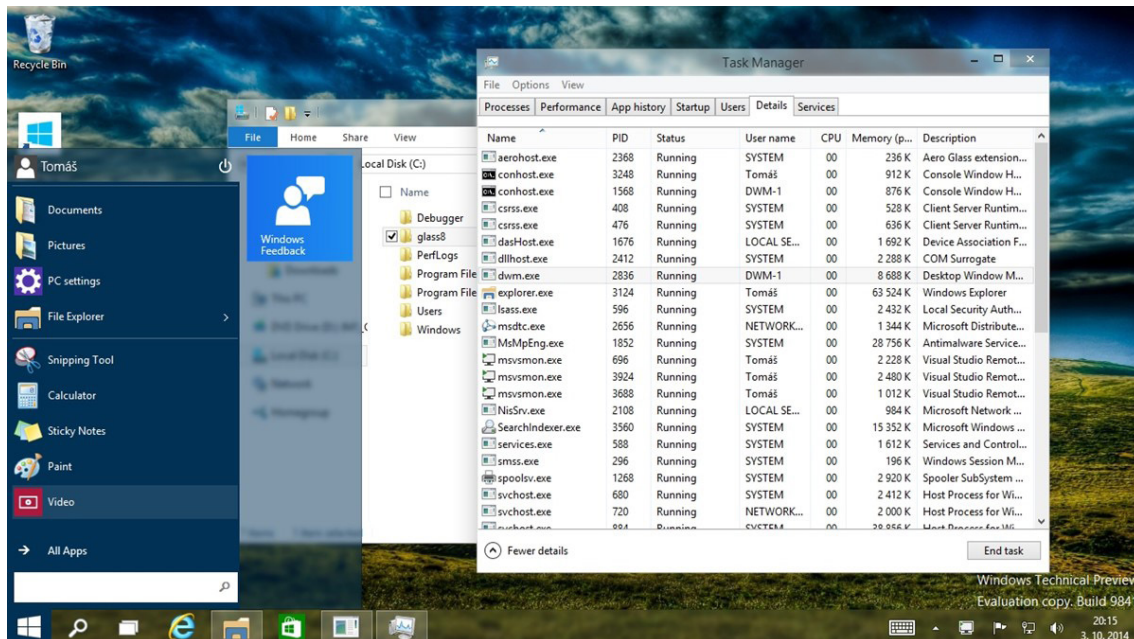 Recycle Bin
Tomáš
Documents
Pictures
PC settings
File Explorer
Snipping Tool
Calculator
Sticky Notes
Paint
Video
All Apps
Windows
Feedback
File Home Share View
Local Disk (C:)
Name
Debugger
glass8
PerfLogs
Program File
Program File
Users
Windows
Task Manager
File Options View
Processes Performance App history Startup Users Details Services
Name PID Status User name CPU Memory (p... Description
aerohost.exe 2368 Running SYSTEM 00 236 K Aero Glass extension...
conhost.exe 3248 Running Tomáš 00 912 K Console Window H...
conhost.exe 1568 Running DWM-1 00 876 K Console Window H...
csrss.exe 408 Running SYSTEM 00 528 K Client Server Runtim...
csrss.exe 476 Running SYSTEM 00 636 K Client Server Runtim...
dasHost.exe 1676 Running LOCAL SE... 00 1 692 K Device Association F...
dllhost.exe 2412 Running SYSTEM 00 2 288 K COM Surrogate
dwm.exe 2836 Running DWM-1 00 8 688 K Desktop Window M...
explorer.exe 3124 Running Tomáš 00 63 524 K Windows Explorer
lsass.exe 596 Running SYSTEM 00 2 432 K Local Security Auth...
msdtc.exe 2656 Running NETWORK... 00 1 344 K Microsoft Distribute...
MsMpEng.exe 1852 Running SYSTEM 00 28 756 K Antimalware Service...
msvsmon.exe 696 Running Tomáš 00 2 228 K Visual Studio Remot...
msvsmon.exe 3924 Running Tomáš 00 2 480 K Visual Studio Remot...
msvsmon.exe 3688 Running Tomáš 00 1 012 K Visual Studio Remot...
NisSrv.exe 2108 Running LOCAL SE... 00 984 K Microsoft Network ...
SearchIndexer.exe 3560 Running SYSTEM 00 15 352 K Microsoft Windows ...
services.exe 588 Running SYSTEM 00 1 612 K Services and Control...
smss.exe 296 Running SYSTEM 00 196 K Windows Session M...
spoolsv.exe 1268 Running SYSTEM 00 2 920 K Spooler SubSystem ...
svchost.exe 680 Running SYSTEM 00 2 412 K Host Process for Wi...
svchost.exe 720 Running NETWORK... 00 2 000 K Host Process for Wi...
svchost.exe 884 Running SYSTEM 00 38 856 K Host Process for Wi...
Fewer details
End task
Windows Technical Preview
Evaluation copy. Build 984
20:15
3. 10. 2014